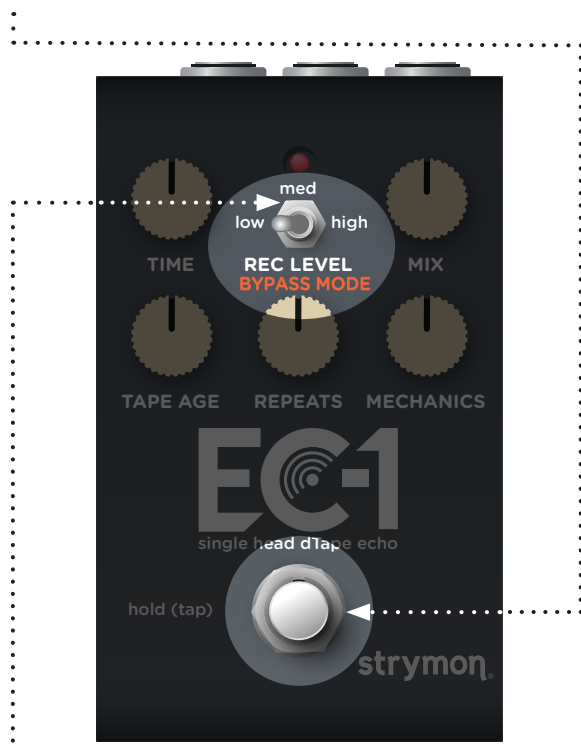 med
low high
TIME REC LEVEL MIX
BYPASS MODE
TAPE AGE REPEATS MECHANICS
EC-1
single head dTape echo
hold (tap)
strymon®